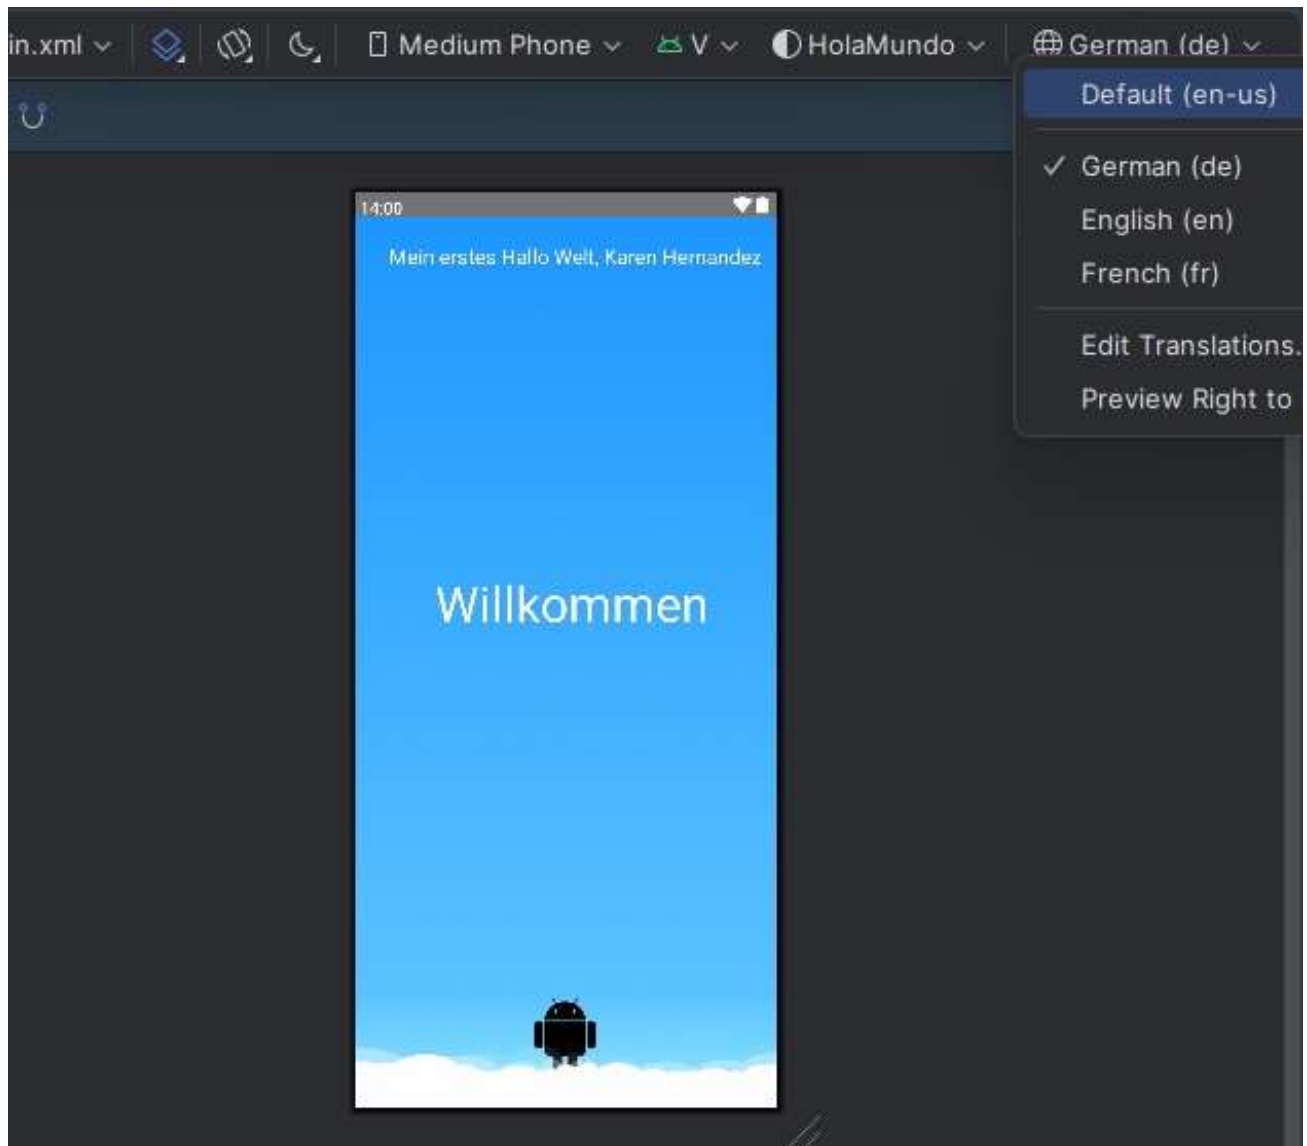 in.xml Medium Phone V HolaMundo German (de)
Default (en-us)
German (de)
English (en)
French (fr)
Edit Translations.
Preview Right to
14:00
Mein erstes Hallo Welt, Karen Hernandez
Willkommen